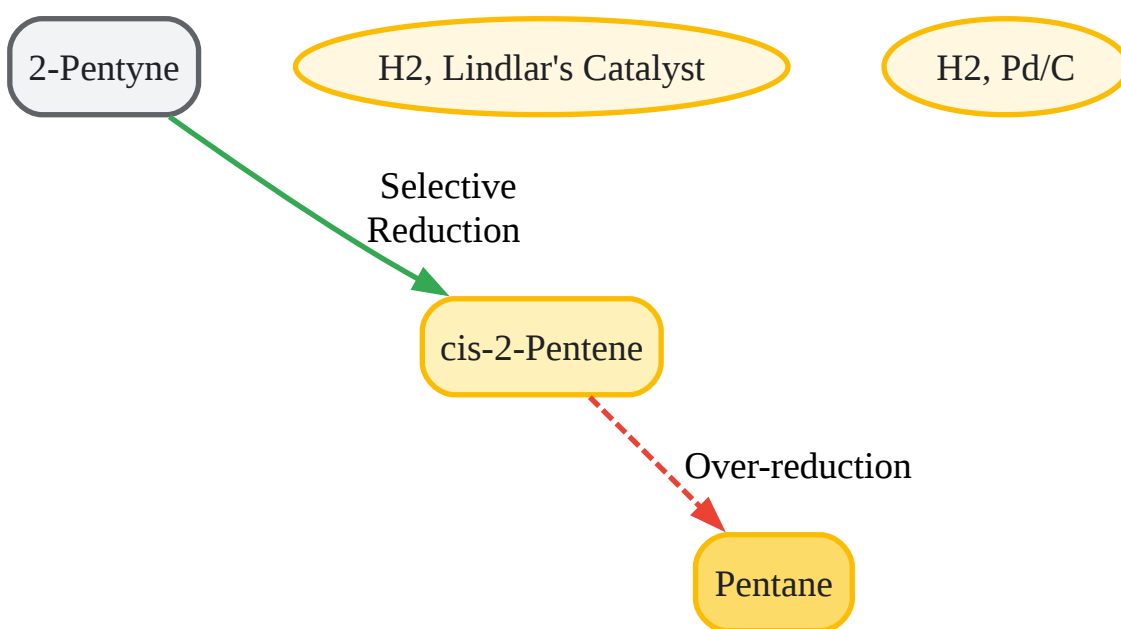 2-Pentyne
H2, Lindlar's Catalyst
H2, Pd/C
Selective
Reduction
cis-2-Pentene
Over-reduction
Pentane